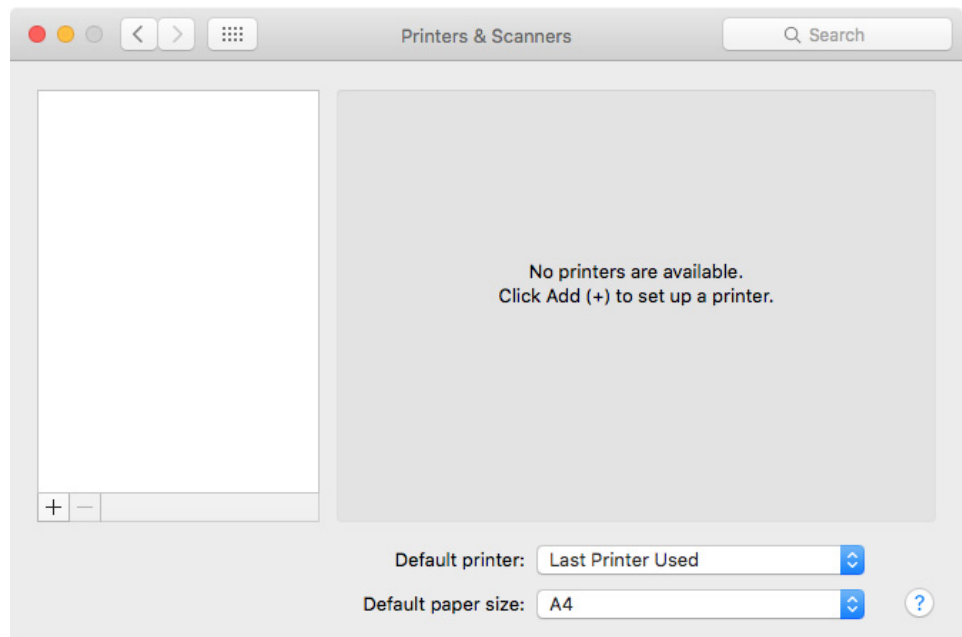 Printers & Scanners
Search
No printers are available.
Click Add (+) to set up a printer.
+ −
Default printer: Last Printer Used
Default paper size: A4 ?